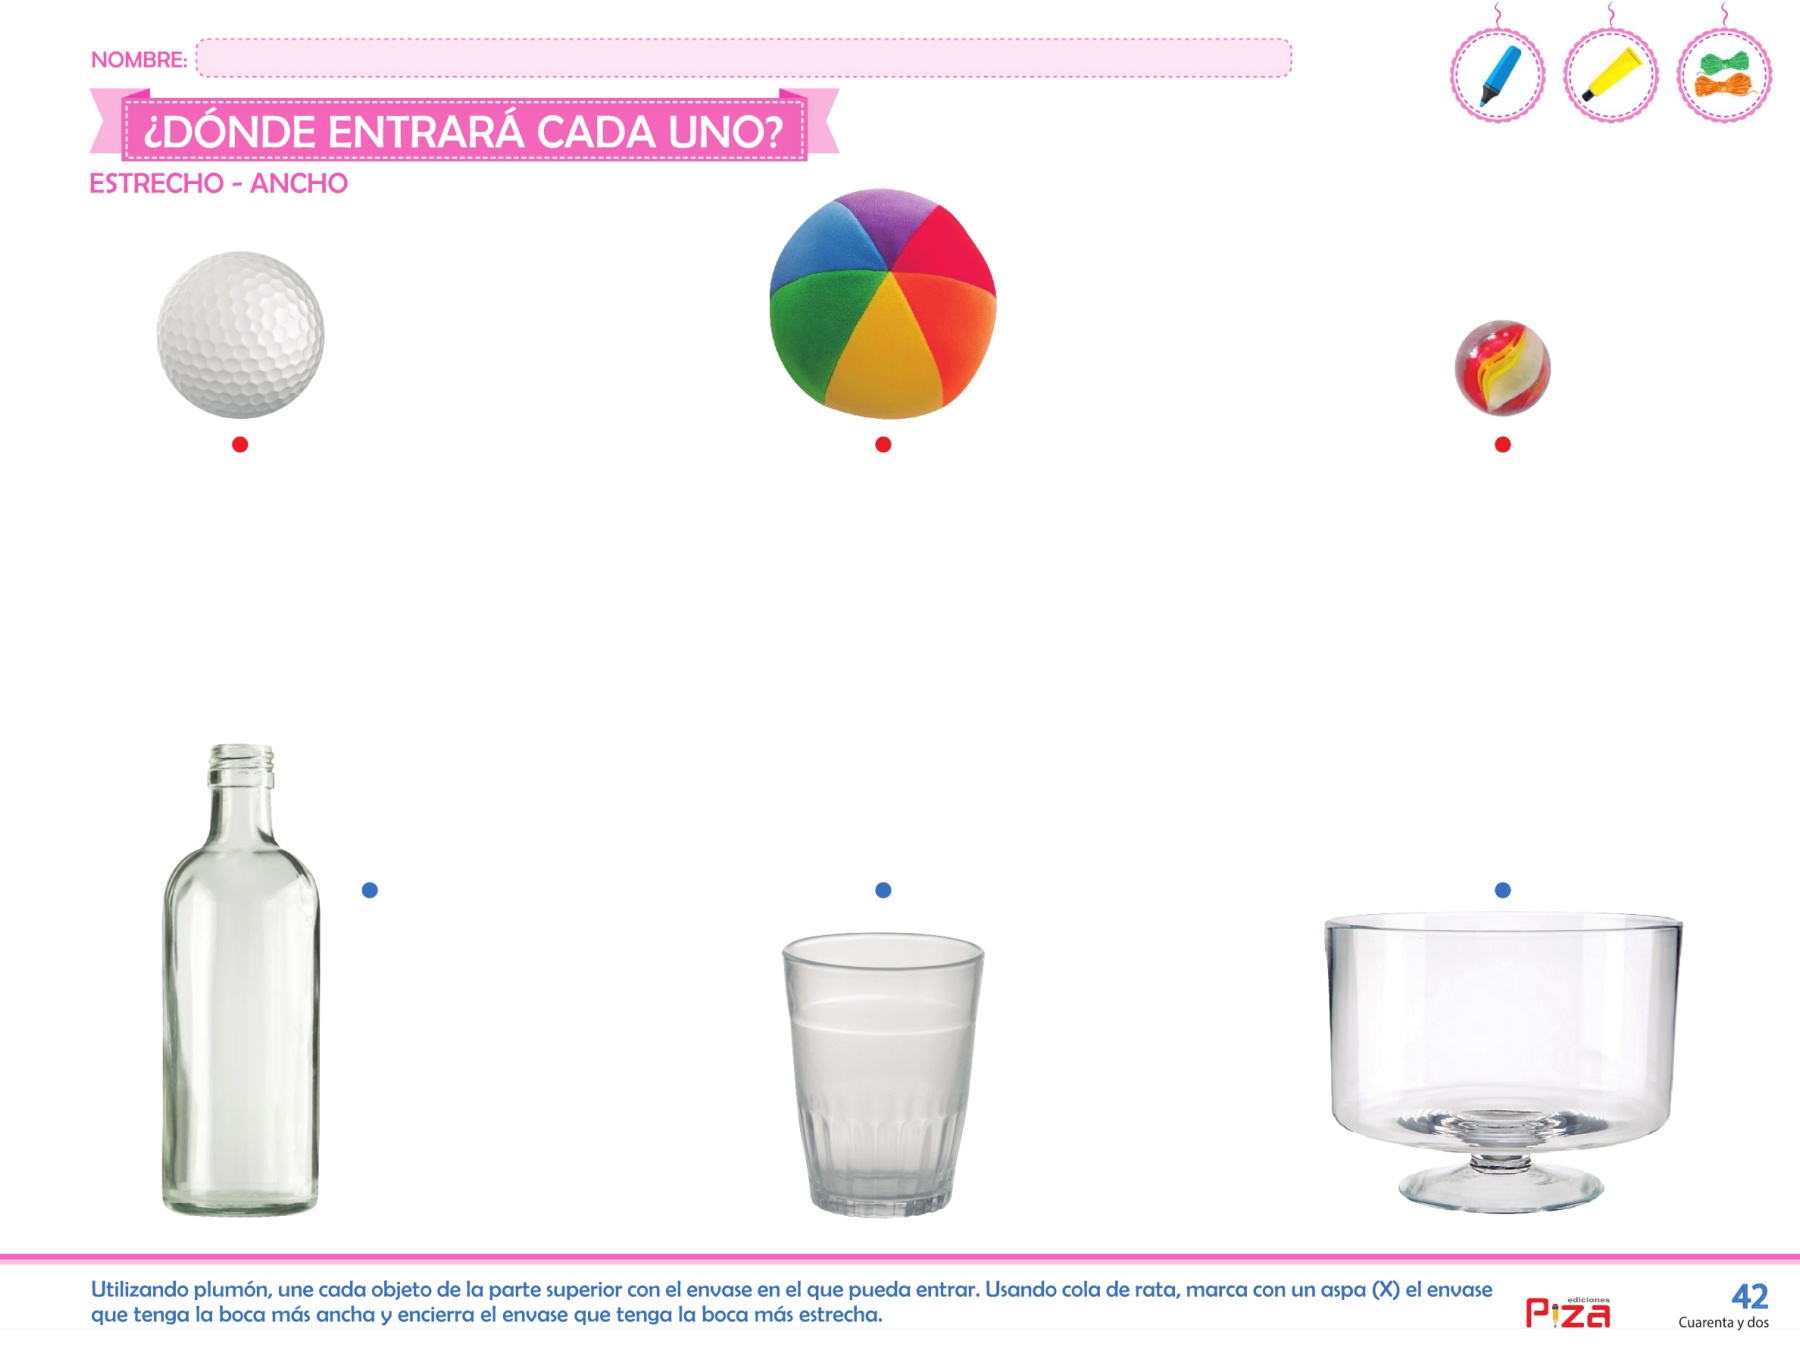 NOMBRE:
¿DÓNDE ENTRARÁ CADA UNO?
ESTRECHO - ANCHO
Utilizando plumón, une cada objeto de la parte superior con el envase en el que pueda entrar. Usando cola de rata, marca con un aspa (X) el envase
que tenga la boca más ancha y encierra el envase que tenga la boca más estrecha.
ediciones
Piza
42
Cuarenta y dos